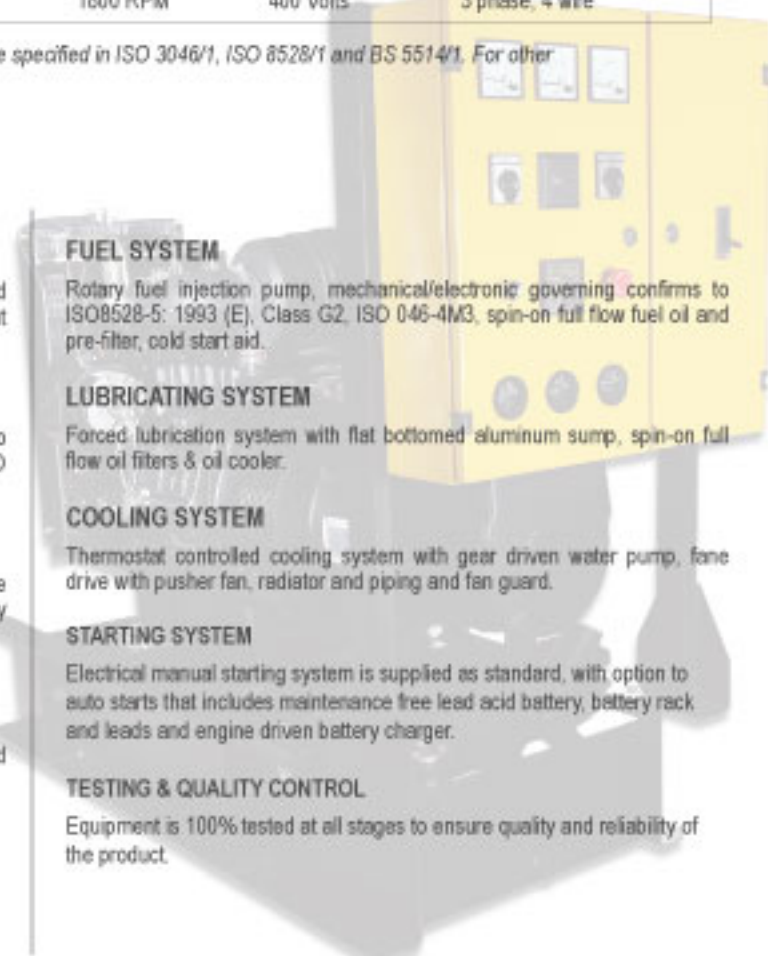 400 Volts
3 phase, 4 wire
e specified in ISO 3046/1, ISO 8528/1 and BS 5514/1. For other
FUEL SYSTEM
Rotary fuel injection pump, mechanical/electronic governing confirms to
ISO8528-5: 1993 (E), Class G2, ISO 046-4M3, spin-on full flow fuel oil and
pre-filter, cold start aid.
LUBRICATING SYSTEM
Forced lubrication system with flat bottomed aluminum sump, spin-on full
flow oil filters & oil cooler.
COOLING SYSTEM
Thermostat controlled cooling system with gear driven water pump, fane
drive with pusher fan, radiator and piping and fan guard.
STARTING SYSTEM
Electrical manual starting system is supplied as standard, with option to
auto starts that includes maintenance free lead acid battery, battery rack
and leads and engine driven battery charger.
TESTING & QUALITY CONTROL
Equipment is 100% tested at all stages to ensure quality and reliability of
the product.